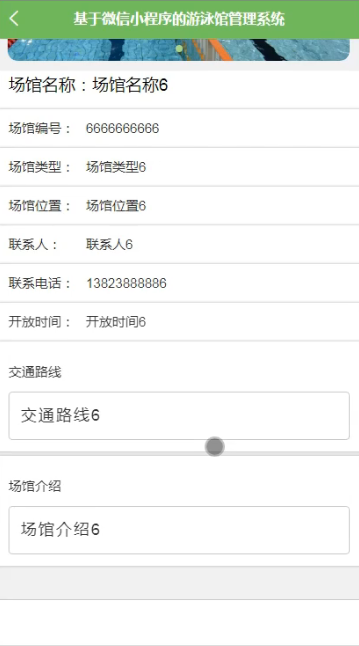 基于微信小程序的游泳馆管理系统
场馆名称：场馆名称6
场馆编号： 6666666666
场馆类型： 场馆类型6
场馆位置： 场馆位置6
联系人： 联系人6
联系电话： 13823888886
开放时间： 开放时间6
交通路线
交通路线6
场馆介绍
场馆介绍6